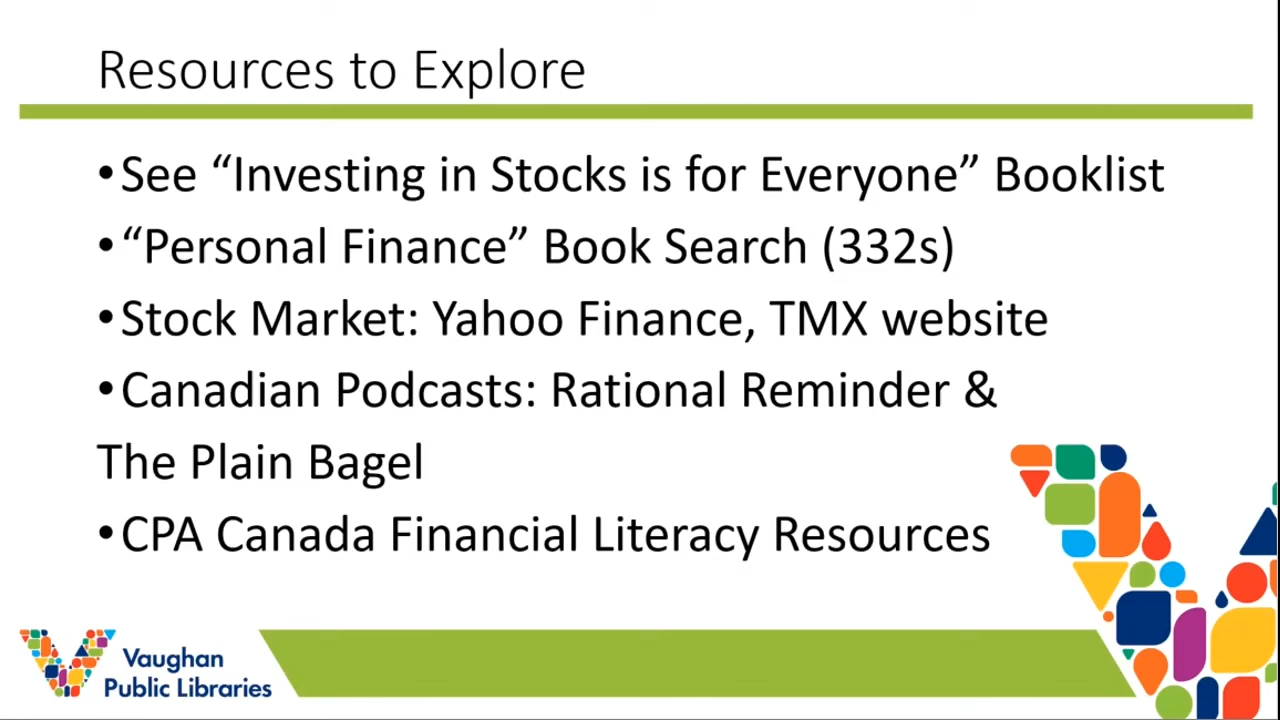 Resources to Explore
•See “Investing in Stocks is for Everyone” Booklist
•“Personal Finance” Book Search (332s)
•Stock Market: Yahoo Finance, TMX website
•Canadian Podcasts: Rational Reminder &
The Plain Bagel
•CPA Canada Financial Literacy Resources
Vaughan
Public Libraries